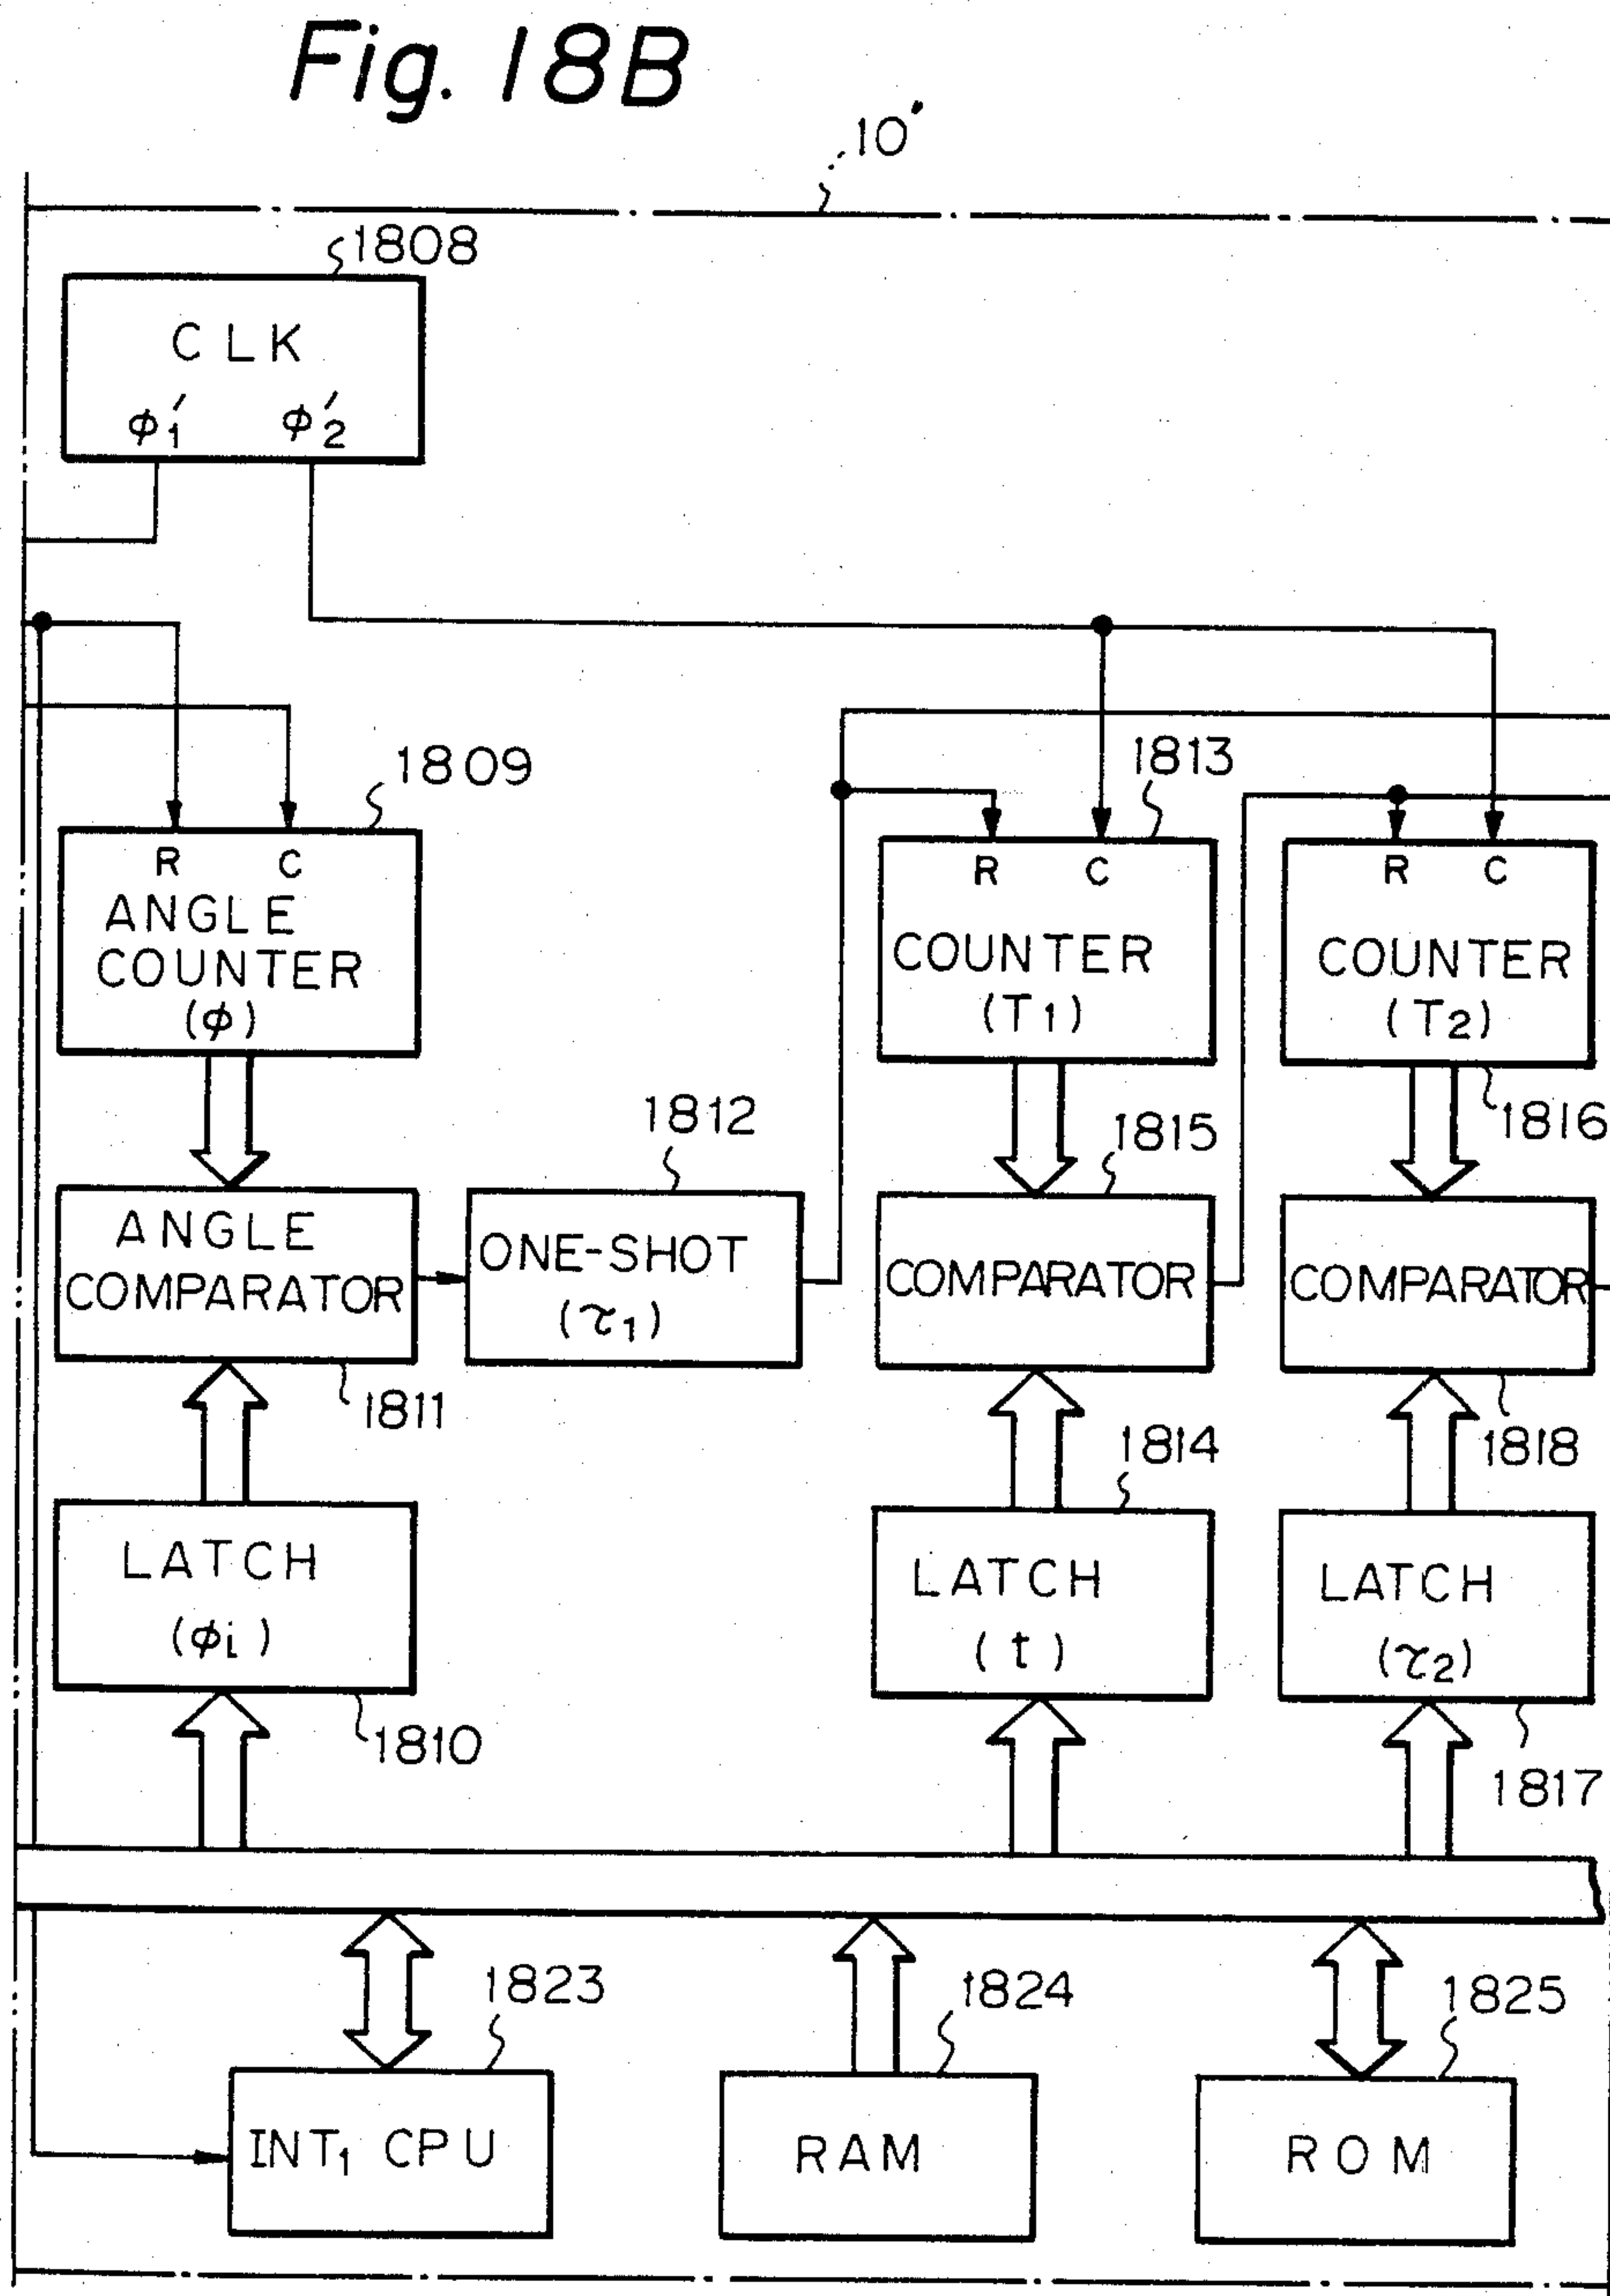 Fig. 18B
10'
1808
CLK
ϕ1' ϕ2'
1809
R C
ANGLE
COUNTER
(ϕ)
1813
R C
COUNTER
(T1)
R C
COUNTER
(T2)
1816
1812
1815
ANGLE
COMPARATOR
1811
ONE-SHOT
(τ1)
COMPARATOR
COMPARATOR
1818
1814
LATCH
(ϕi)
1810
LATCH
(t)
LATCH
(τ2)
1817
1823
1824
1825
INT1 CPU
RAM
ROM